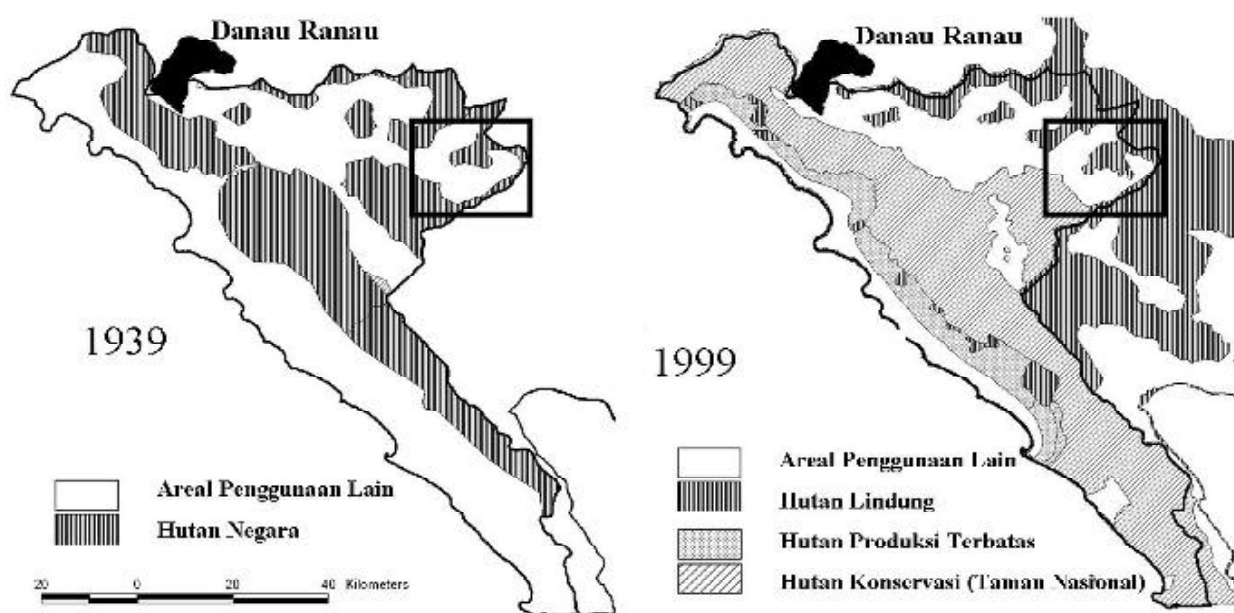 Danau Ranau
1939
Areal Penggunaan Lain
Hutan Negara
20 0 20 40 Kilometers
Danau Ranau
1999
Areal Penggunaan Lain
Hutan Lindung
Hutan Produksi Terbatas
Hutan Konservasi (Taman Nasional)